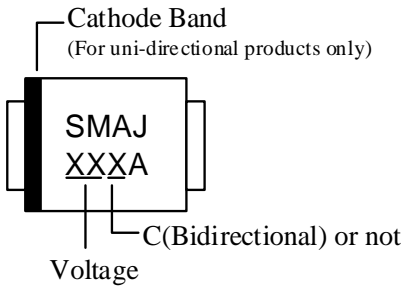 Cathode Band
(For uni-directional products only)
SMAJ
XXXA
C(Bidirectional) or not
Voltage